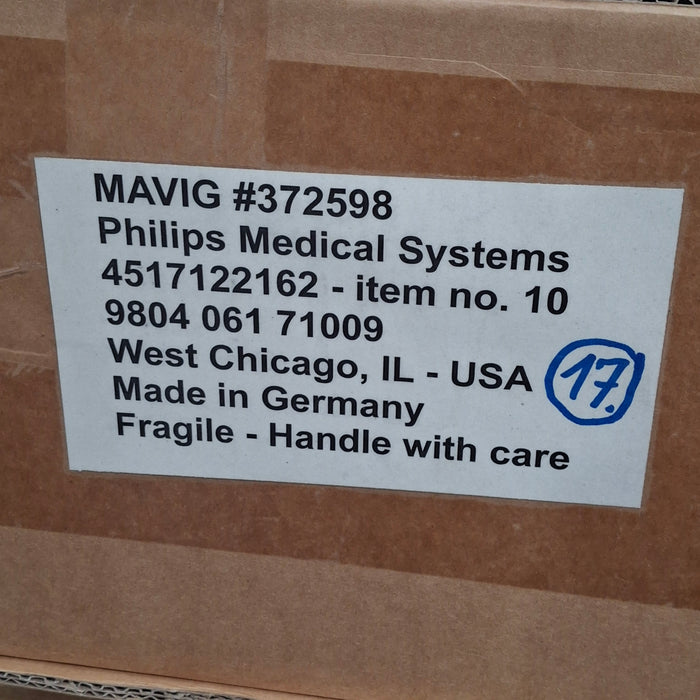 MAVIG #372598
Philips Medical Systems
4517122162 - item no. 10
9804 061 71009
West Chicago, IL - USA
17.
Made in Germany
Fragile - Handle with care